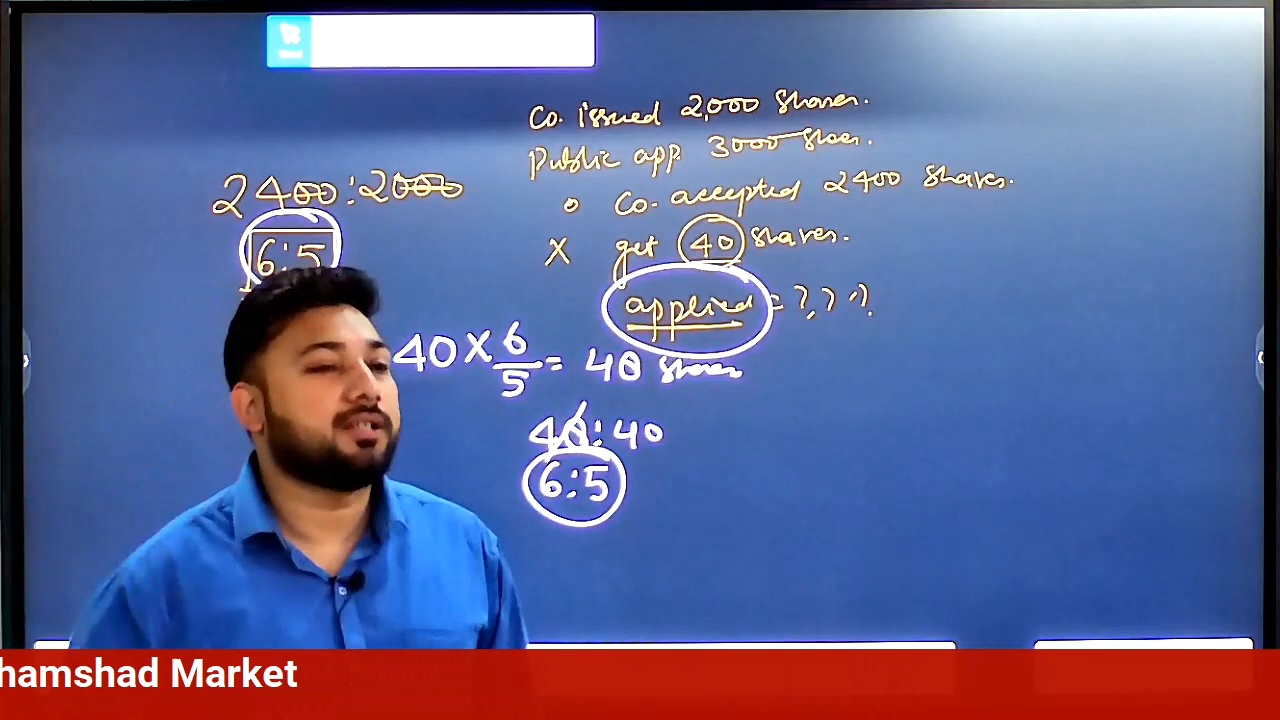 Co. issued 2,000 Shares.
Public app. 3000 Shares.
2400:2000
o Co. accepted 2400 Shares.
X get 40 shares.
6:5
applied = ? ? ?
40 X 6/5 = 48 Shares
48:40
6:5
hamshad Market